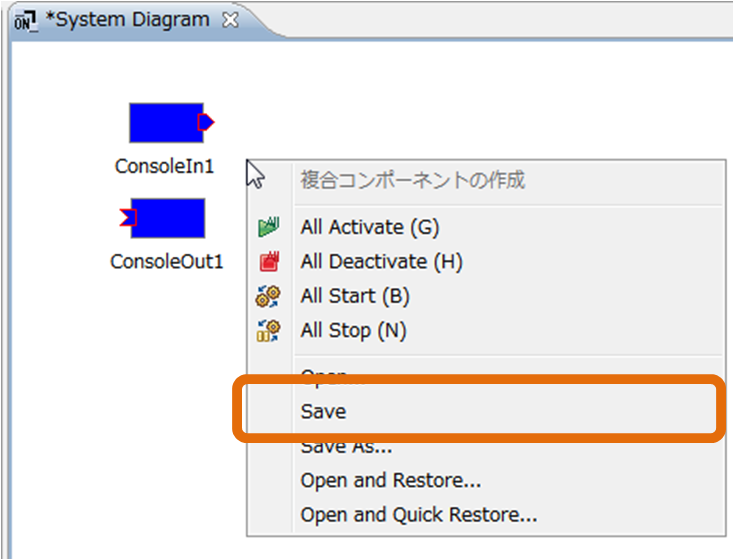 *System Diagram
ConsoleIn1
ConsoleOut1
複合コンポーネントの作成
All Activate (G)
All Deactivate (H)
All Start (B)
All Stop (N)
Open...
Save
Save As...
Open and Restore...
Open and Quick Restore...